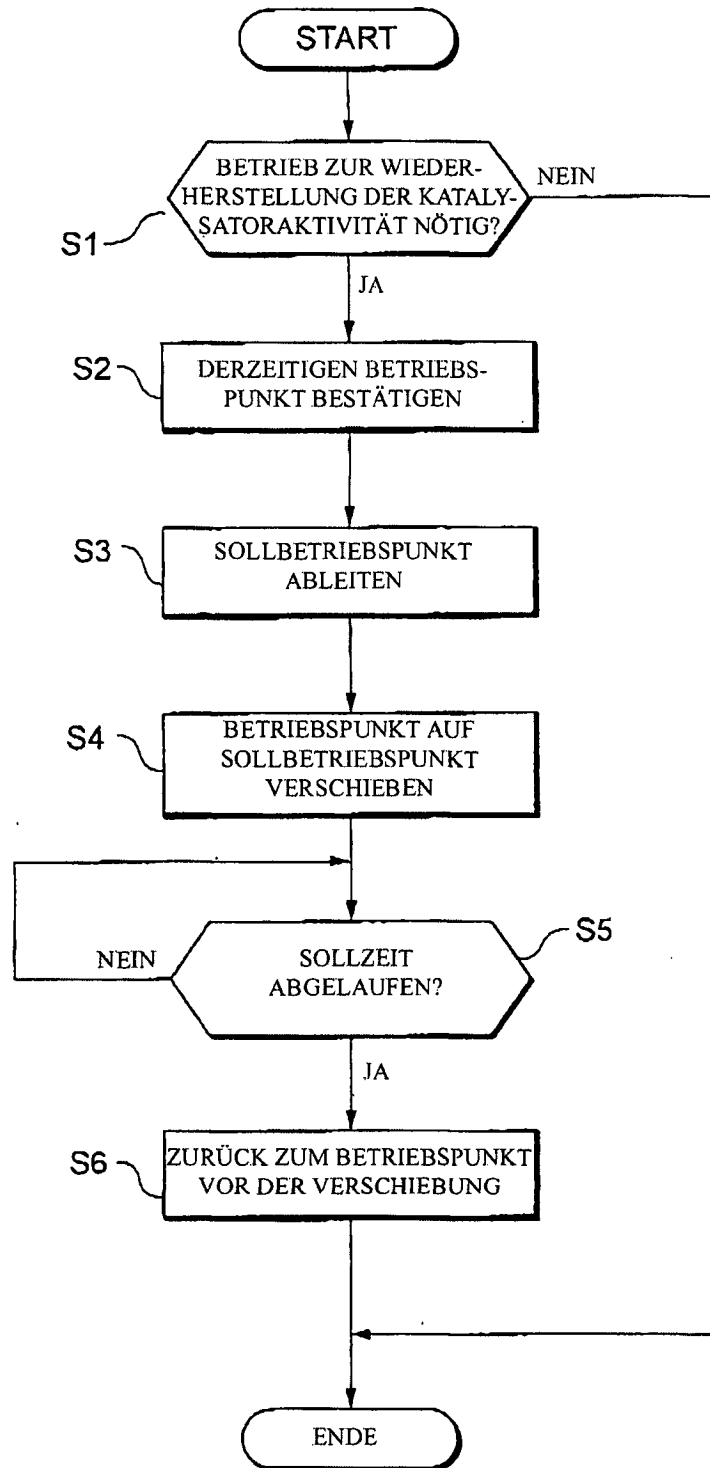 START
BETRIEB ZUR WIEDER-
HERSTELLUNG DER KATALY-
SATORAKTIVITÄT NÖTIG?
NEIN
S1
JA
S2
DERZEITIGEN BETRIEBS-
PUNKT BESTÄTIGEN
S3
SOLLBETRIEBSPUNKT
ABLEITEN
S4
BETRIEBSPUNKT AUF
SOLLBETRIEBSPUNKT
VERSCHIEBEN
S5
NEIN
SOLLZEIT
ABGELAUFEN?
JA
S6
ZURÜCK ZUM BETRIEBSPUNKT
VOR DER VERSCHIEBUNG
ENDE